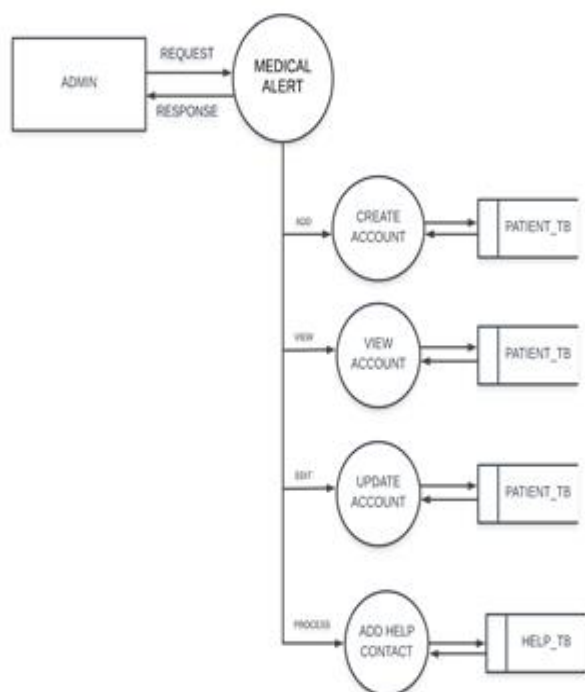 REQUEST
ADMIN
MEDICAL
ALERT
RESPONSE
ADD
CREATE
ACCOUNT
PATIENT_TB
VIEW
VIEW
ACCOUNT
PATIENT_TB
EDIT
UPDATE
ACCOUNT
PATIENT_TB
PROCESS
ADD HELP
CONTACT
HELP_TB